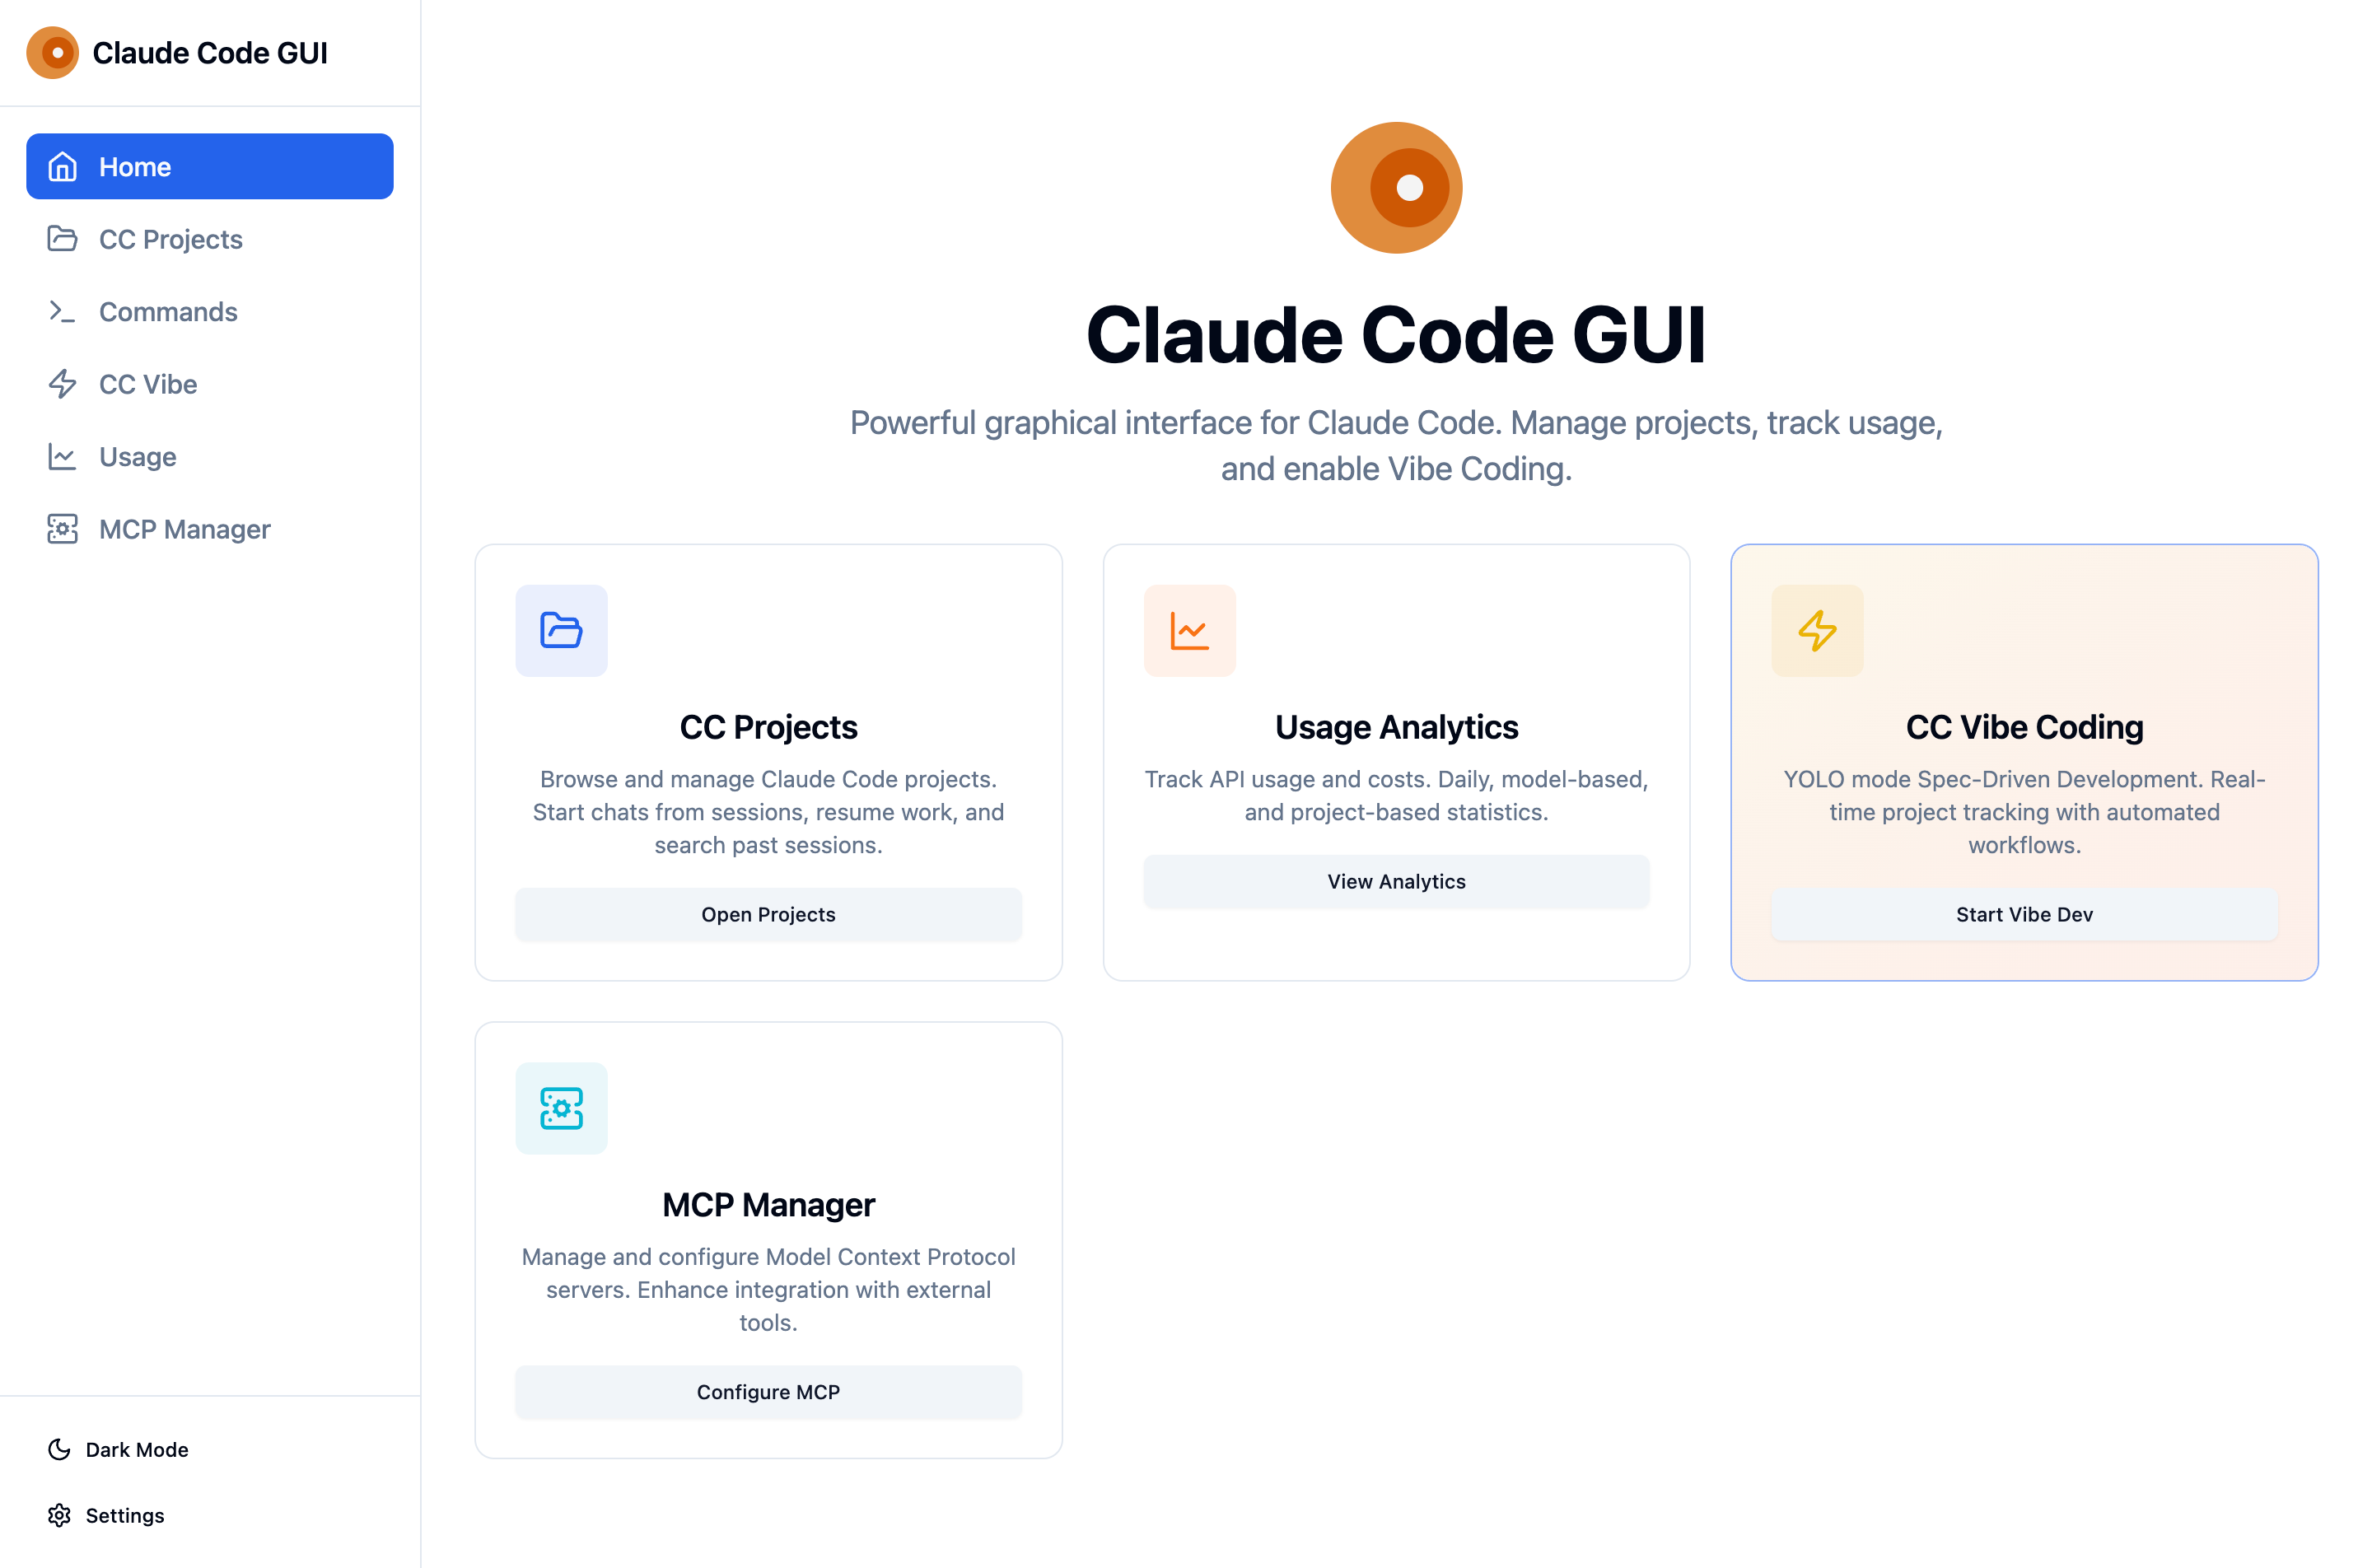 Claude Code GUI
Home
CC Projects
Commands
CC Vibe
Usage
MCP Manager
Dark Mode
Settings
Claude Code GUI
Powerful graphical interface for Claude Code. Manage projects, track usage,
and enable Vibe Coding.
CC Projects
Browse and manage Claude Code projects.
Start chats from sessions, resume work, and
search past sessions.
Open Projects
Usage Analytics
Track API usage and costs. Daily, model-based,
and project-based statistics.
View Analytics
CC Vibe Coding
YOLO mode Spec-Driven Development. Real-
time project tracking with automated
workflows.
Start Vibe Dev
MCP Manager
Manage and configure Model Context Protocol
servers. Enhance integration with external
tools.
Configure MCP